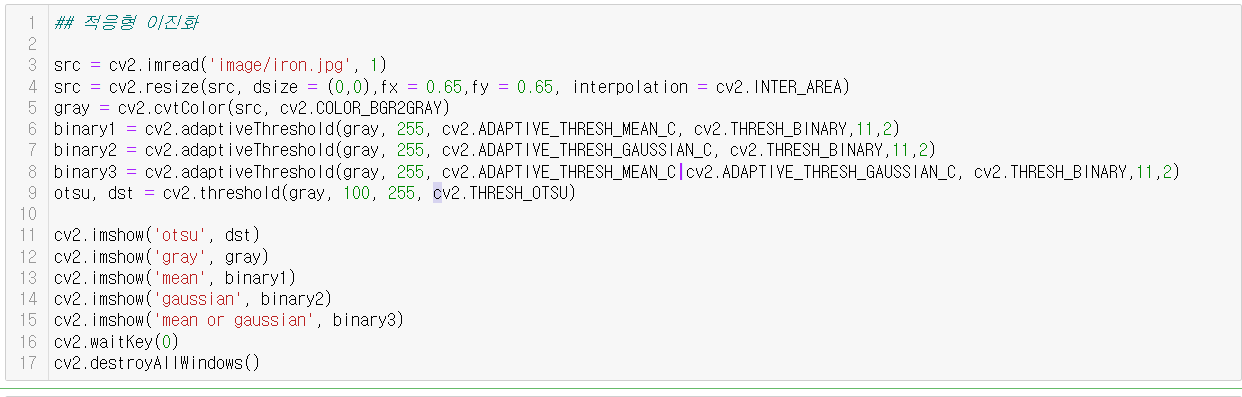 1 ## 적응형 이진화
2
3 src = cv2.imread('image/iron.jpg', 1)
4 src = cv2.resize(src, dsize = (0,0),fx = 0.65,fy = 0.65, interpolation = cv2.INTER_AREA)
5 gray = cv2.cvtColor(src, cv2.COLOR_BGR2GRAY)
6 binary1 = cv2.adaptiveThreshold(gray, 255, cv2.ADAPTIVE_THRESH_MEAN_C, cv2.THRESH_BINARY,11,2)
7 binary2 = cv2.adaptiveThreshold(gray, 255, cv2.ADAPTIVE_THRESH_GAUSSIAN_C, cv2.THRESH_BINARY,11,2)
8 binary3 = cv2.adaptiveThreshold(gray, 255, cv2.ADAPTIVE_THRESH_MEAN_C|cv2.ADAPTIVE_THRESH_GAUSSIAN_C, cv2.THRESH_BINARY,11,2)
9 otsu, dst = cv2.threshold(gray, 100, 255, cv2.THRESH_OTSU)
10
11 cv2.imshow('otsu', dst)
12 cv2.imshow('gray', gray)
13 cv2.imshow('mean', binary1)
14 cv2.imshow('gaussian', binary2)
15 cv2.imshow('mean or gaussian', binary3)
16 cv2.waitKey(0)
17 cv2.destroyAllWindows()